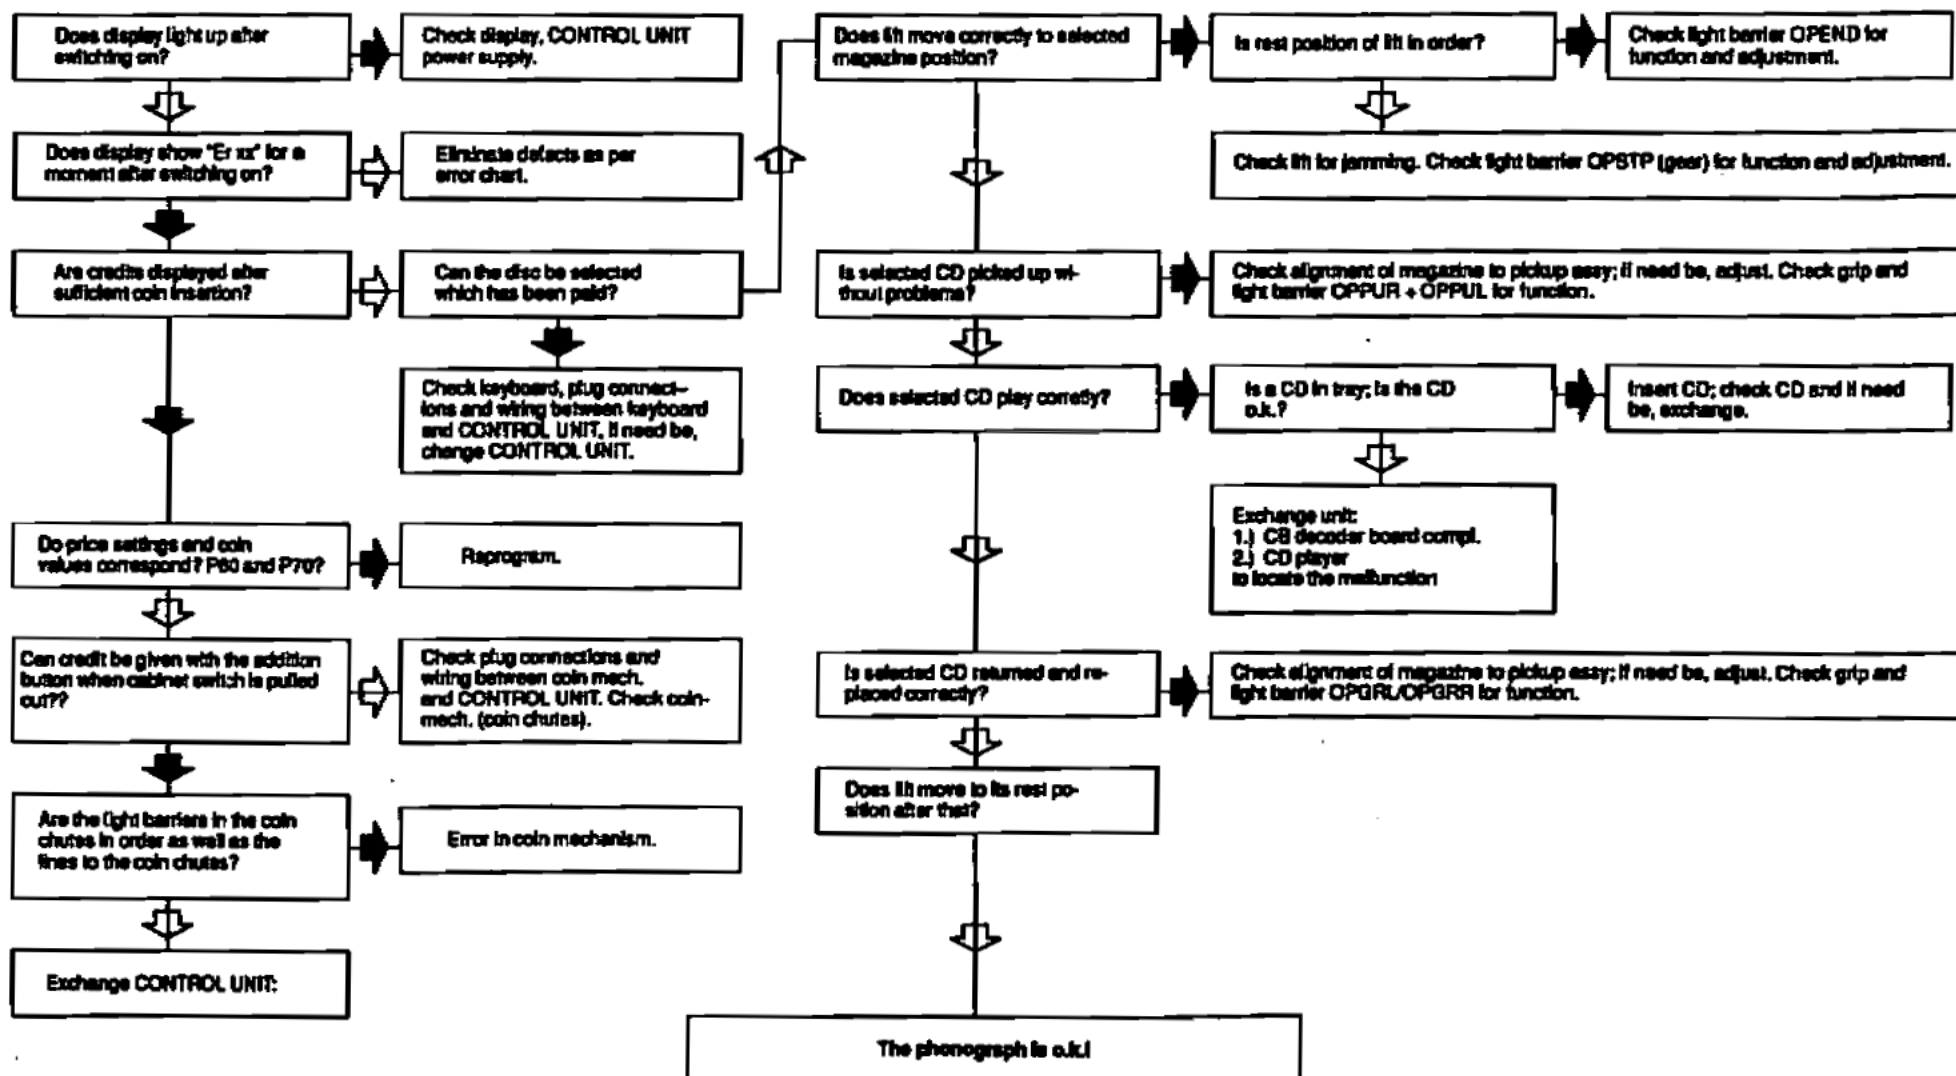 Does display light up after
switching on?
Check display, CONTROL UNIT
power supply.
Does display show "Er xx" for a
moment after switching on?
Eliminate defects as per
error chart.
Are credits displayed after
sufficient coin insertion?
Can the disc be selected
which has been paid?
Check keyboard, plug connect-
ions and wiring between keyboard
and CONTROL UNIT. If need be,
change CONTROL UNIT.
Do price settings and coin
values correspond? P60 and P70?
Reprogram.
Can credit be given with the addition
button when cabinet switch is pulled
out??
Check plug connections and
wiring between coin mech.
and CONTROL UNIT. Check coin-
mech. (coin chutes).
Are the light barriers in the coin
chutes in order as well as the
lines to the coin chutes?
Error in coin mechanism.
Exchange CONTROL UNIT:
Does lift move correctly to selected
magazine position?
Is rest position of lift in order?
Check light barrier OPEND for
function and adjustment.
Check lift for jamming. Check light barrier OPSTP (gear) for function and adjustment.
Is selected CD picked up wi-
thout problems?
Check alignment of magazine to pickup assy; if need be, adjust. Check grip and
light barrier OPPUR + OPPUL for function.
Does selected CD play corretly?
Is a CD in tray; is the CD
o.k.?
Insert CD; check CD and if need
be, exchange.
Exchange unit:
1.) CB decoder board compl.
2.) CD player
to locate the malfunction
Is selected CD returned and re-
placed correctly?
Check alignment of magazine to pickup assy; if need be, adjust. Check grip and
light barrier OPGRL/OPGRR for function.
Does lift move to its rest po-
sition after that?
The phonograph is o.k.!